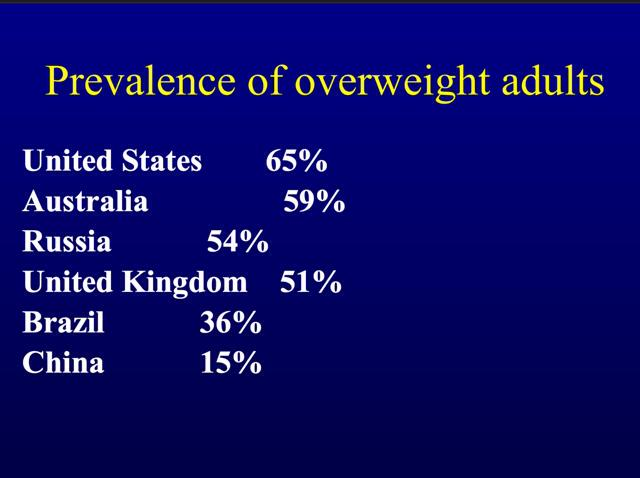 Prevalence of overweight adults
United States 65%
Australia 59%
Russia 54%
United Kingdom 51%
Brazil 36%
China 15%